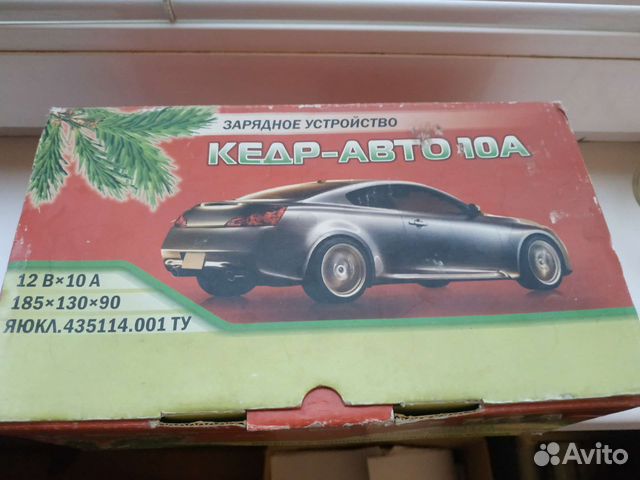 ЗАРЯДНОЕ УСТРОЙСТВО
КЕДР-АВТО 10А
12 В×10 А
185×130×90
ЯЮКЛ.435114.001 ТУ
Avito